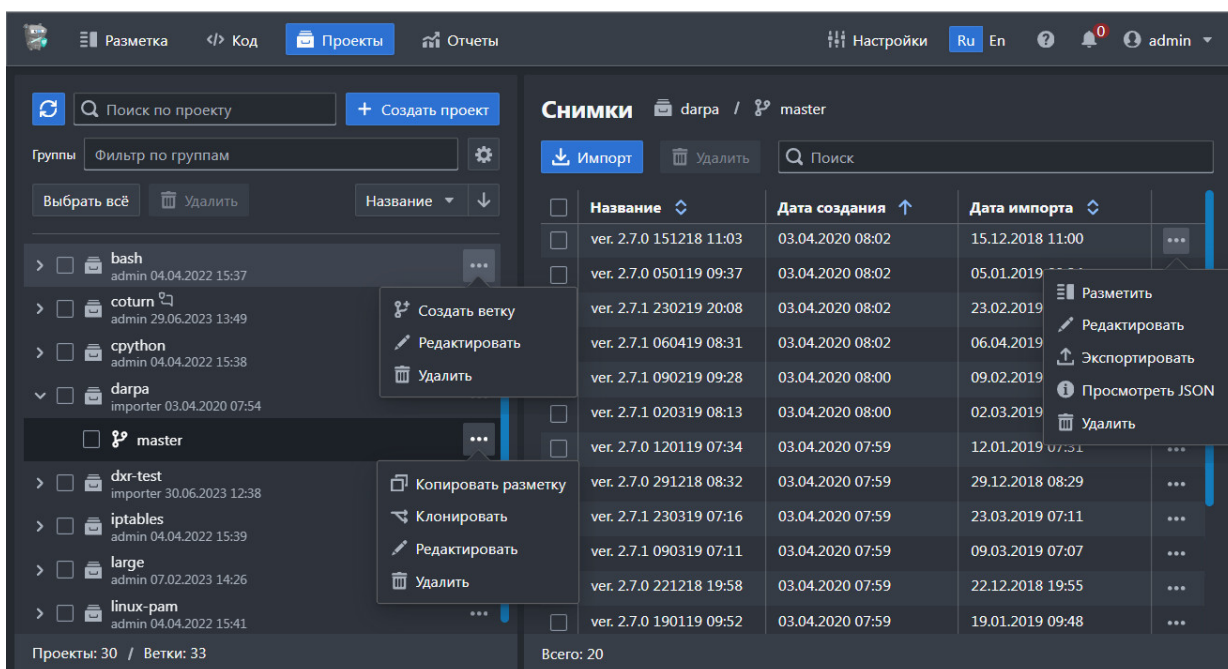 Разметка </> Код Проекты Отчеты Настройки Ru En 0 admin
Поиск по проекту + Создать проект
Группы Фильтр по группам
Выбрать всё Удалить Название
bash
admin 04.04.2022 15:37
coturn
admin 29.06.2023 13:49
cpython
admin 04.04.2022 15:38
darpa
importer 03.04.2020 07:54
master
dxr-test
importer 30.06.2023 12:38
iptables
admin 04.04.2022 15:39
large
admin 07.02.2023 14:26
linux-pam
admin 04.04.2022 15:41
Проекты: 30 / Ветки: 33
Создать ветку
Редактировать
Удалить
Копировать разметку
Клонировать
Редактировать
Удалить
Снимки darpa / master
Импорт Удалить Поиск
Название Дата создания Дата импорта
ver. 2.7.0 151218 11:03 03.04.2020 08:02 15.12.2018 11:00
ver. 2.7.0 050119 09:37 03.04.2020 08:02 05.01.2019
ver. 2.7.1 230219 20:08 03.04.2020 08:02 23.02.2019
ver. 2.7.1 060419 08:31 03.04.2020 08:02 06.04.2019
ver. 2.7.1 090219 09:28 03.04.2020 08:00 09.02.2019
ver. 2.7.1 020319 08:13 03.04.2020 08:00 02.03.2019
ver. 2.7.0 120119 07:34 03.04.2020 07:59 12.01.2019 07:31
ver. 2.7.0 291218 08:32 03.04.2020 07:59 29.12.2018 08:29
ver. 2.7.1 230319 07:16 03.04.2020 07:59 23.03.2019 07:11
ver. 2.7.1 090319 07:11 03.04.2020 07:59 09.03.2019 07:07
ver. 2.7.0 221218 19:58 03.04.2020 07:59 22.12.2018 19:55
ver. 2.7.0 190119 09:52 03.04.2020 07:59 19.01.2019 09:48
Разметить
Редактировать
Экспортировать
Просмотреть JSON
Удалить
Всего: 20